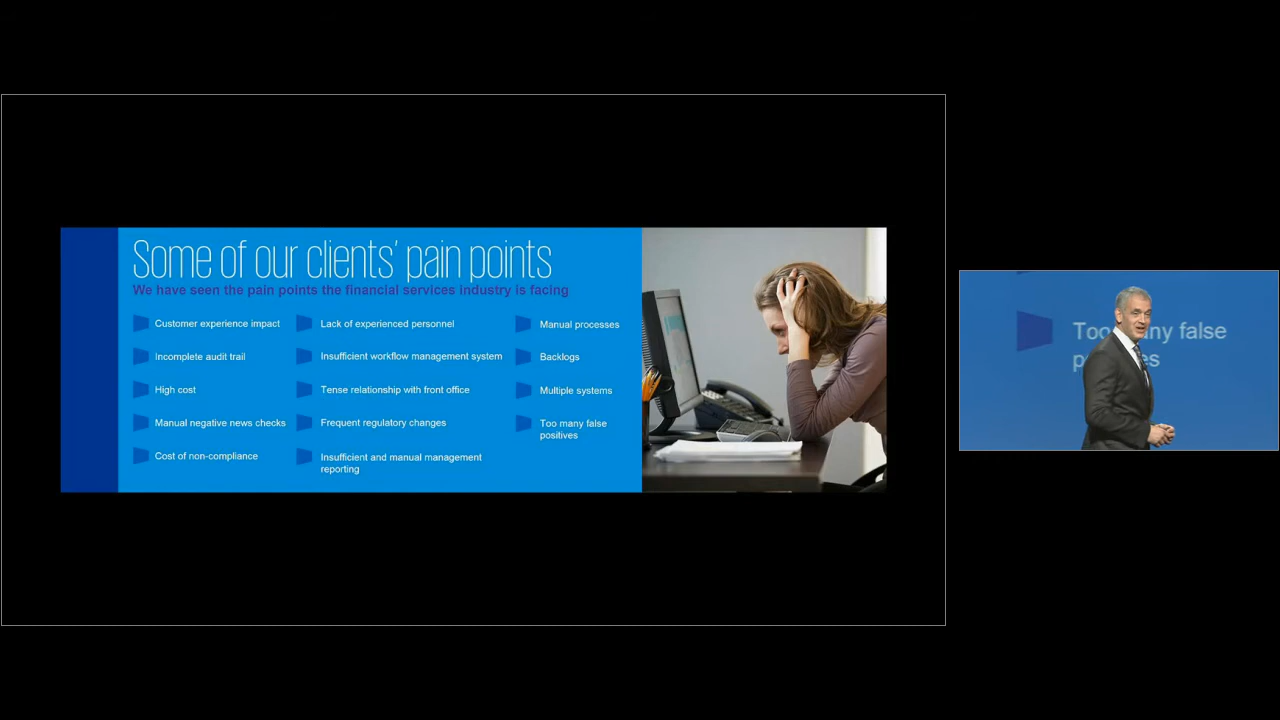 Some of our clients' pain points
We have seen the pain points the financial services industry is facing
Customer experience impact
Incomplete audit trail
High cost
Manual negative news checks
Cost of non-compliance
Lack of experienced personnel
Insufficient workflow management system
Tense relationship with front office
Frequent regulatory changes
Insufficient and manual management
reporting
Manual processes
Backlogs
Multiple systems
Too many false
positives
Too many false